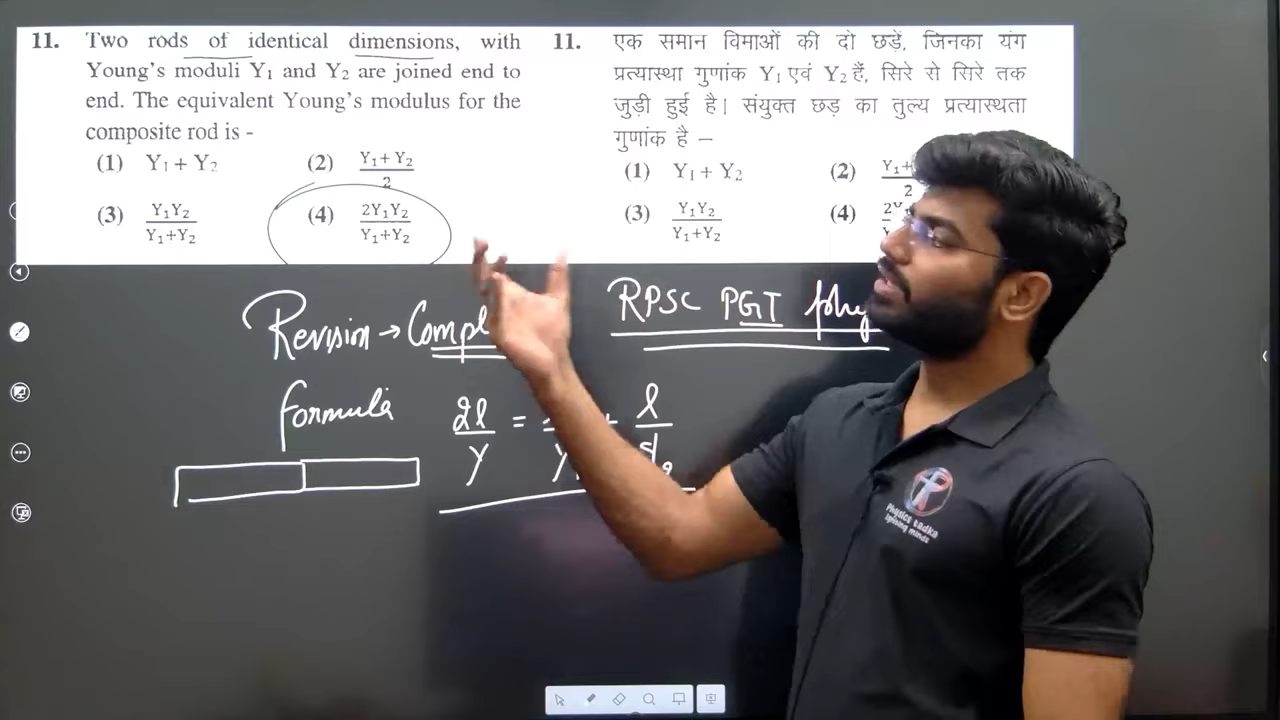 11. Two rods of identical dimensions, with
Young's moduli Y₁ and Y₂ are joined end to
end. The equivalent Young's modulus for the
composite rod is -
(1) Y₁ + Y₂ (2) Y₁ + Y₂ / 2
(3) Y₁Y₂ / Y₁+Y₂ (4) 2Y₁Y₂ / Y₁+Y₂
11. एक समान विमाओं की दो छड़ें, जिनका यंग
प्रत्यास्था गुणांक Y₁ एवं Y₂ हैं, सिरे से सिरे तक
जुड़ी हुई है। संयुक्त छड़ का तुल्य प्रत्यास्थता
गुणांक है –
(1) Y₁ + Y₂ (2)
(3) Y₁Y₂ / Y₁+Y₂ (4)
Revision → 
RPSC PGT
Formula
2l / Y = + l
Physics sadka